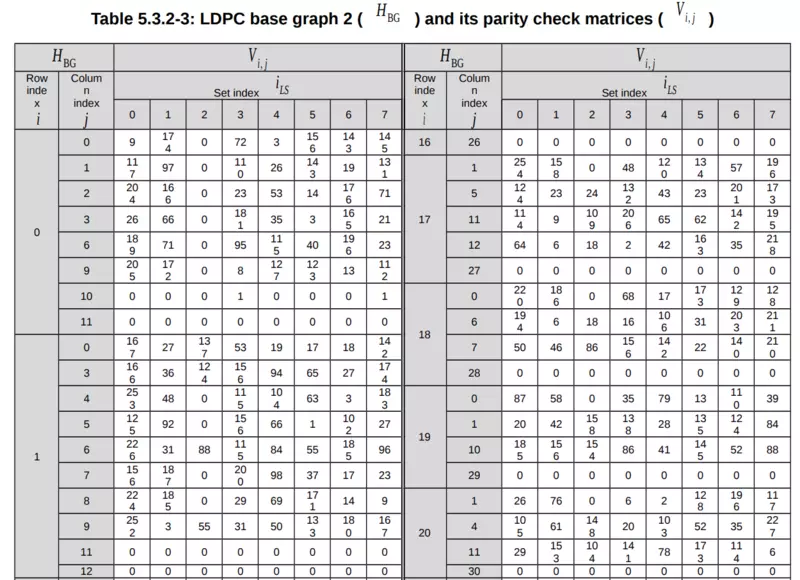 Table 5.3.2-3: LDPC base graph 2 ( H_BG ) and its parity check matrices ( V_i,j )
H_BG V_i,j
Row index i Column index j Set index i_LS
0 1 2 3 4 5 6 7
0 0 9 174 0 72 3 156 143 145
1 117 97 0 110 26 143 19 131
2 204 166 0 23 53 14 176 71
3 26 66 0 181 35 3 165 21
6 189 71 0 95 115 40 196 23
9 205 172 0 8 127 123 13 112
10 0 0 0 1 0 0 0 1
11 0 0 0 0 0 0 0 0
1 0 167 27 137 53 19 17 18 142
3 166 36 124 156 94 65 27 174
4 253 48 0 115 104 63 3 183
5 125 92 0 156 66 1 102 27
6 226 31 88 115 84 55 185 96
7 156 187 0 200 98 37 17 23
8 224 185 0 29 69 171 14 9
9 252 3 55 31 50 133 180 167
11 0 0 0 0 0 0 0 0
12 0 0 0 0 0 0 0 0
H_BG V_i,j
Row index i Column index j Set index i_LS
0 1 2 3 4 5 6 7
16 26 0 0 0 0 0 0 0 0
17 1 254 158 0 48 120 134 57 196
5 124 23 24 132 43 23 201 173
11 114 9 109 206 65 62 142 195
12 64 6 18 2 42 163 35 218
27 0 0 0 0 0 0 0 0
18 0 220 186 0 68 17 173 129 128
6 194 6 18 16 106 31 203 211
7 50 46 86 156 142 22 140 210
28 0 0 0 0 0 0 0 0
19 0 87 58 0 35 79 13 110 39
1 20 42 158 138 28 135 124 84
10 185 156 154 86 41 145 52 88
29 0 0 0 0 0 0 0 0
20 1 26 76 0 6 2 128 196 117
4 105 61 148 20 103 52 35 227
11 29 153 104 141 78 173 114 6
30 0 0 0 0 0 0 0 0